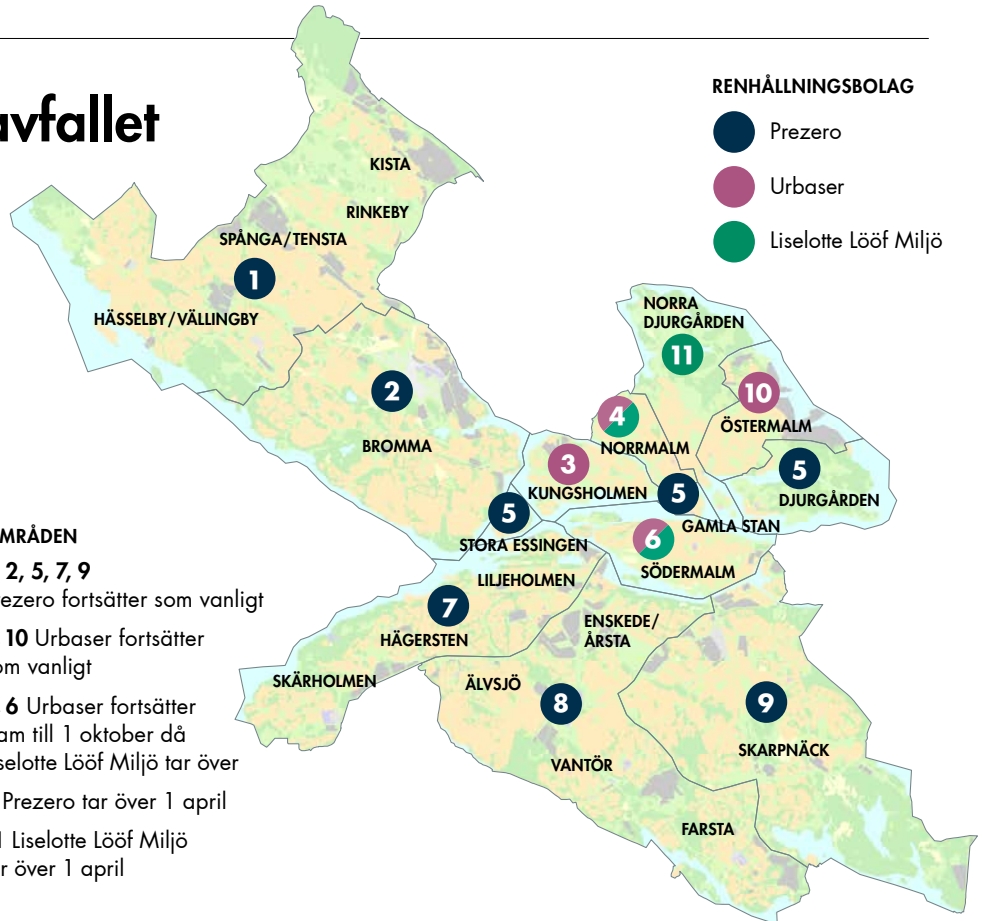 avfallet
RENHÅLLNINGSBOLAG
Prezero
Urbaser
Liselotte Lööf Miljö
KISTA
RINKEBY
SPÅNGA/TENSTA
1
HÄSSELBY/VÄLLINGBY
2
BROMMA
NORRA
DJURGÅRDEN
11
10
ÖSTERMALM
4
NORRMALM
3
KUNGSHOLMEN
5
GAMLA STAN
5
DJURGÅRDEN
5
STORA ESSINGEN
6
SÖDERMALM
LILJEHOLMEN
7
HÄGERSTEN
SKÄRHOLMEN
ENSKEDE/
ÅRSTA
ÄLVSJÖ
8
VANTÖR
9
SKARPNÄCK
FARSTA
MRÅDEN
2, 5, 7, 9
rezero fortsätter som vanligt
10 Urbaser fortsätter
om vanligt
6 Urbaser fortsätter
am till 1 oktober då
selotte Lööf Miljö tar över
Prezero tar över 1 april
1 Liselotte Lööf Miljö
r över 1 april